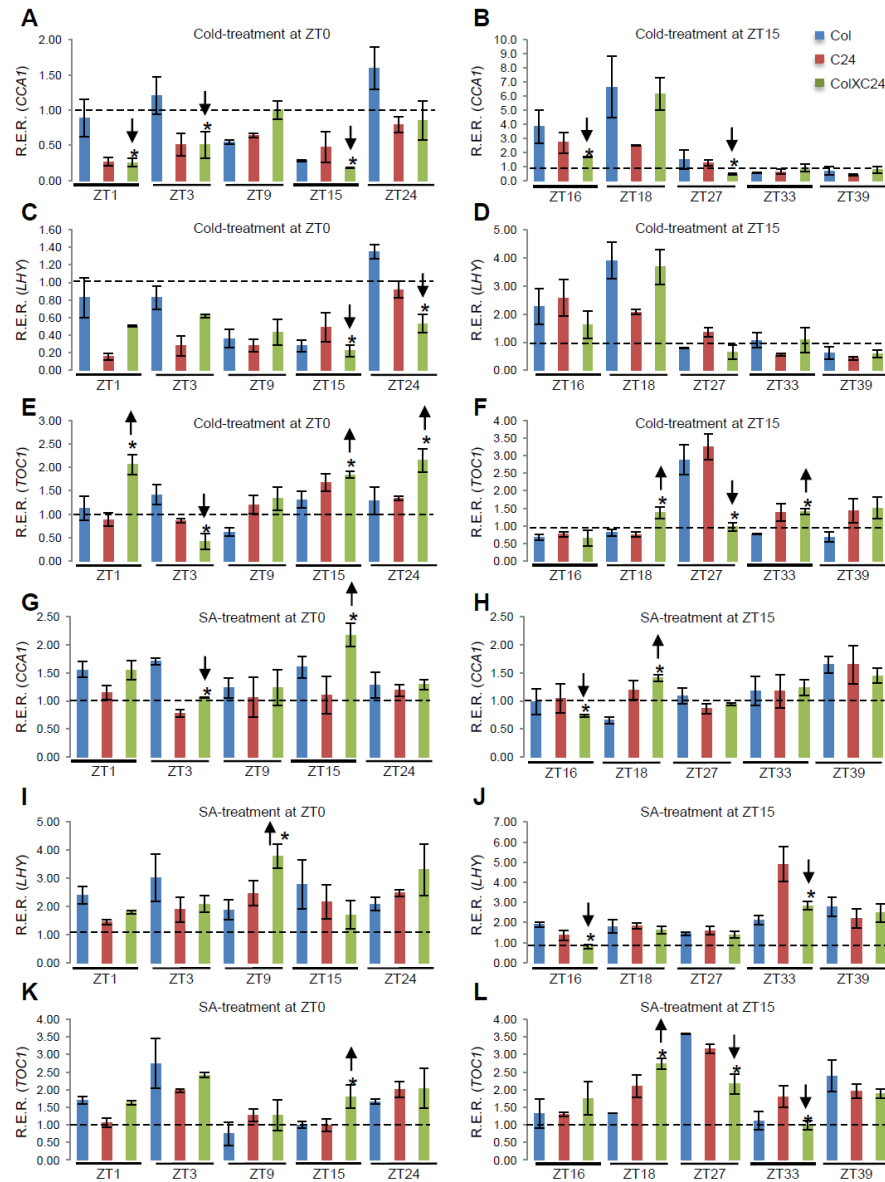 A
Cold-treatment at ZT0
R.E.R. (CCA1)
2.00
1.50
1.00
0.50
0.00
* * *
ZT1 ZT3 ZT9 ZT15 ZT24
B
Cold-treatment at ZT15
Col
C24
ColXC24
R.E.R. (CCA1)
10.0
9.0
8.0
7.0
6.0
5.0
4.0
3.0
2.0
1.0
0.0
* *
ZT16 ZT18 ZT27 ZT33 ZT39
C
Cold-treatment at ZT0
R.E.R. (LHY)
1.60
1.40
1.20
1.00
0.80
0.60
0.40
0.20
0.00
* *
ZT1 ZT3 ZT9 ZT15 ZT24
D
Cold-treatment at ZT15
R.E.R. (LHY)
5.00
4.00
3.00
2.00
1.00
0.00
ZT16 ZT18 ZT27 ZT33 ZT39
E
Cold-treatment at ZT0
R.E.R. (TOC1)
3.00
2.50
2.00
1.50
1.00
0.50
0.00
* * * *
ZT1 ZT3 ZT9 ZT15 ZT24
F
Cold-treatment at ZT15
R.E.R. (TOC1)
4.00
3.50
3.00
2.50
2.00
1.50
1.00
0.50
0.00
* * *
ZT16 ZT18 ZT27 ZT33 ZT39
G
SA-treatment at ZT0
R.E.R. (CCA1)
2.50
2.00
1.50
1.00
0.50
0.00
* *
ZT1 ZT3 ZT9 ZT15 ZT24
H
SA-treatment at ZT15
R.E.R. (CCA1)
2.50
2.00
1.50
1.00
0.50
0.00
* *
ZT16 ZT18 ZT27 ZT33 ZT39
I
SA-treatment at ZT0
R.E.R. (LHY)
5.00
4.00
3.00
2.00
1.00
0.00
*
ZT1 ZT3 ZT9 ZT15 ZT24
J
SA-treatment at ZT15
R.E.R. (LHY)
7.00
6.00
5.00
4.00
3.00
2.00
1.00
0.00
* *
ZT16 ZT18 ZT27 ZT33 ZT39
K
SA-treatment at ZT0
R.E.R. (TOC1)
4.00
3.50
3.00
2.50
2.00
1.50
1.00
0.50
0.00
*
ZT1 ZT3 ZT9 ZT15 ZT24
L
SA-treatment at ZT15
R.E.R. (TOC1)
4.00
3.50
3.00
2.50
2.00
1.50
1.00
0.50
0.00
* * *
ZT16 ZT18 ZT27 ZT33 ZT39